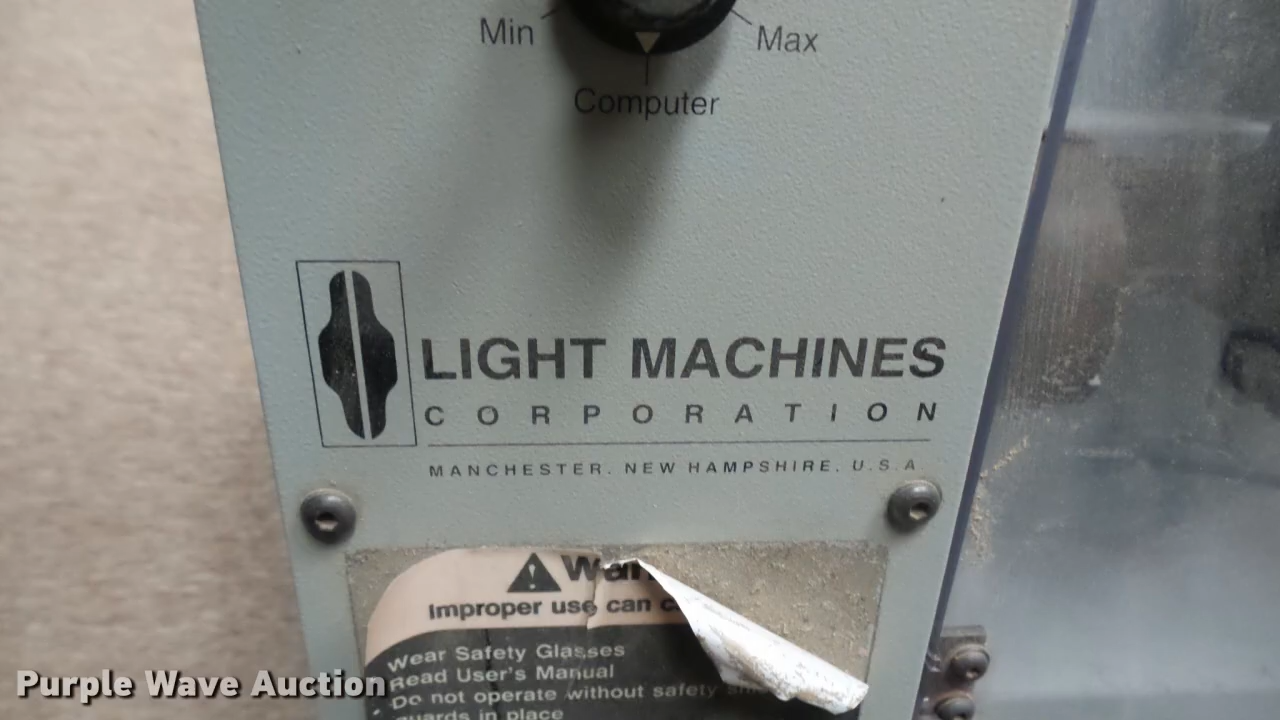 Min
Max
Computer
LIGHT MACHINES
CORPORATION
MANCHESTER. NEW HAMPSHIRE. U.S.A
Improper use can
Wear Safety Glasses
Read User's Manual
Do not operate without safety
guards in place
Purple Wave Auction